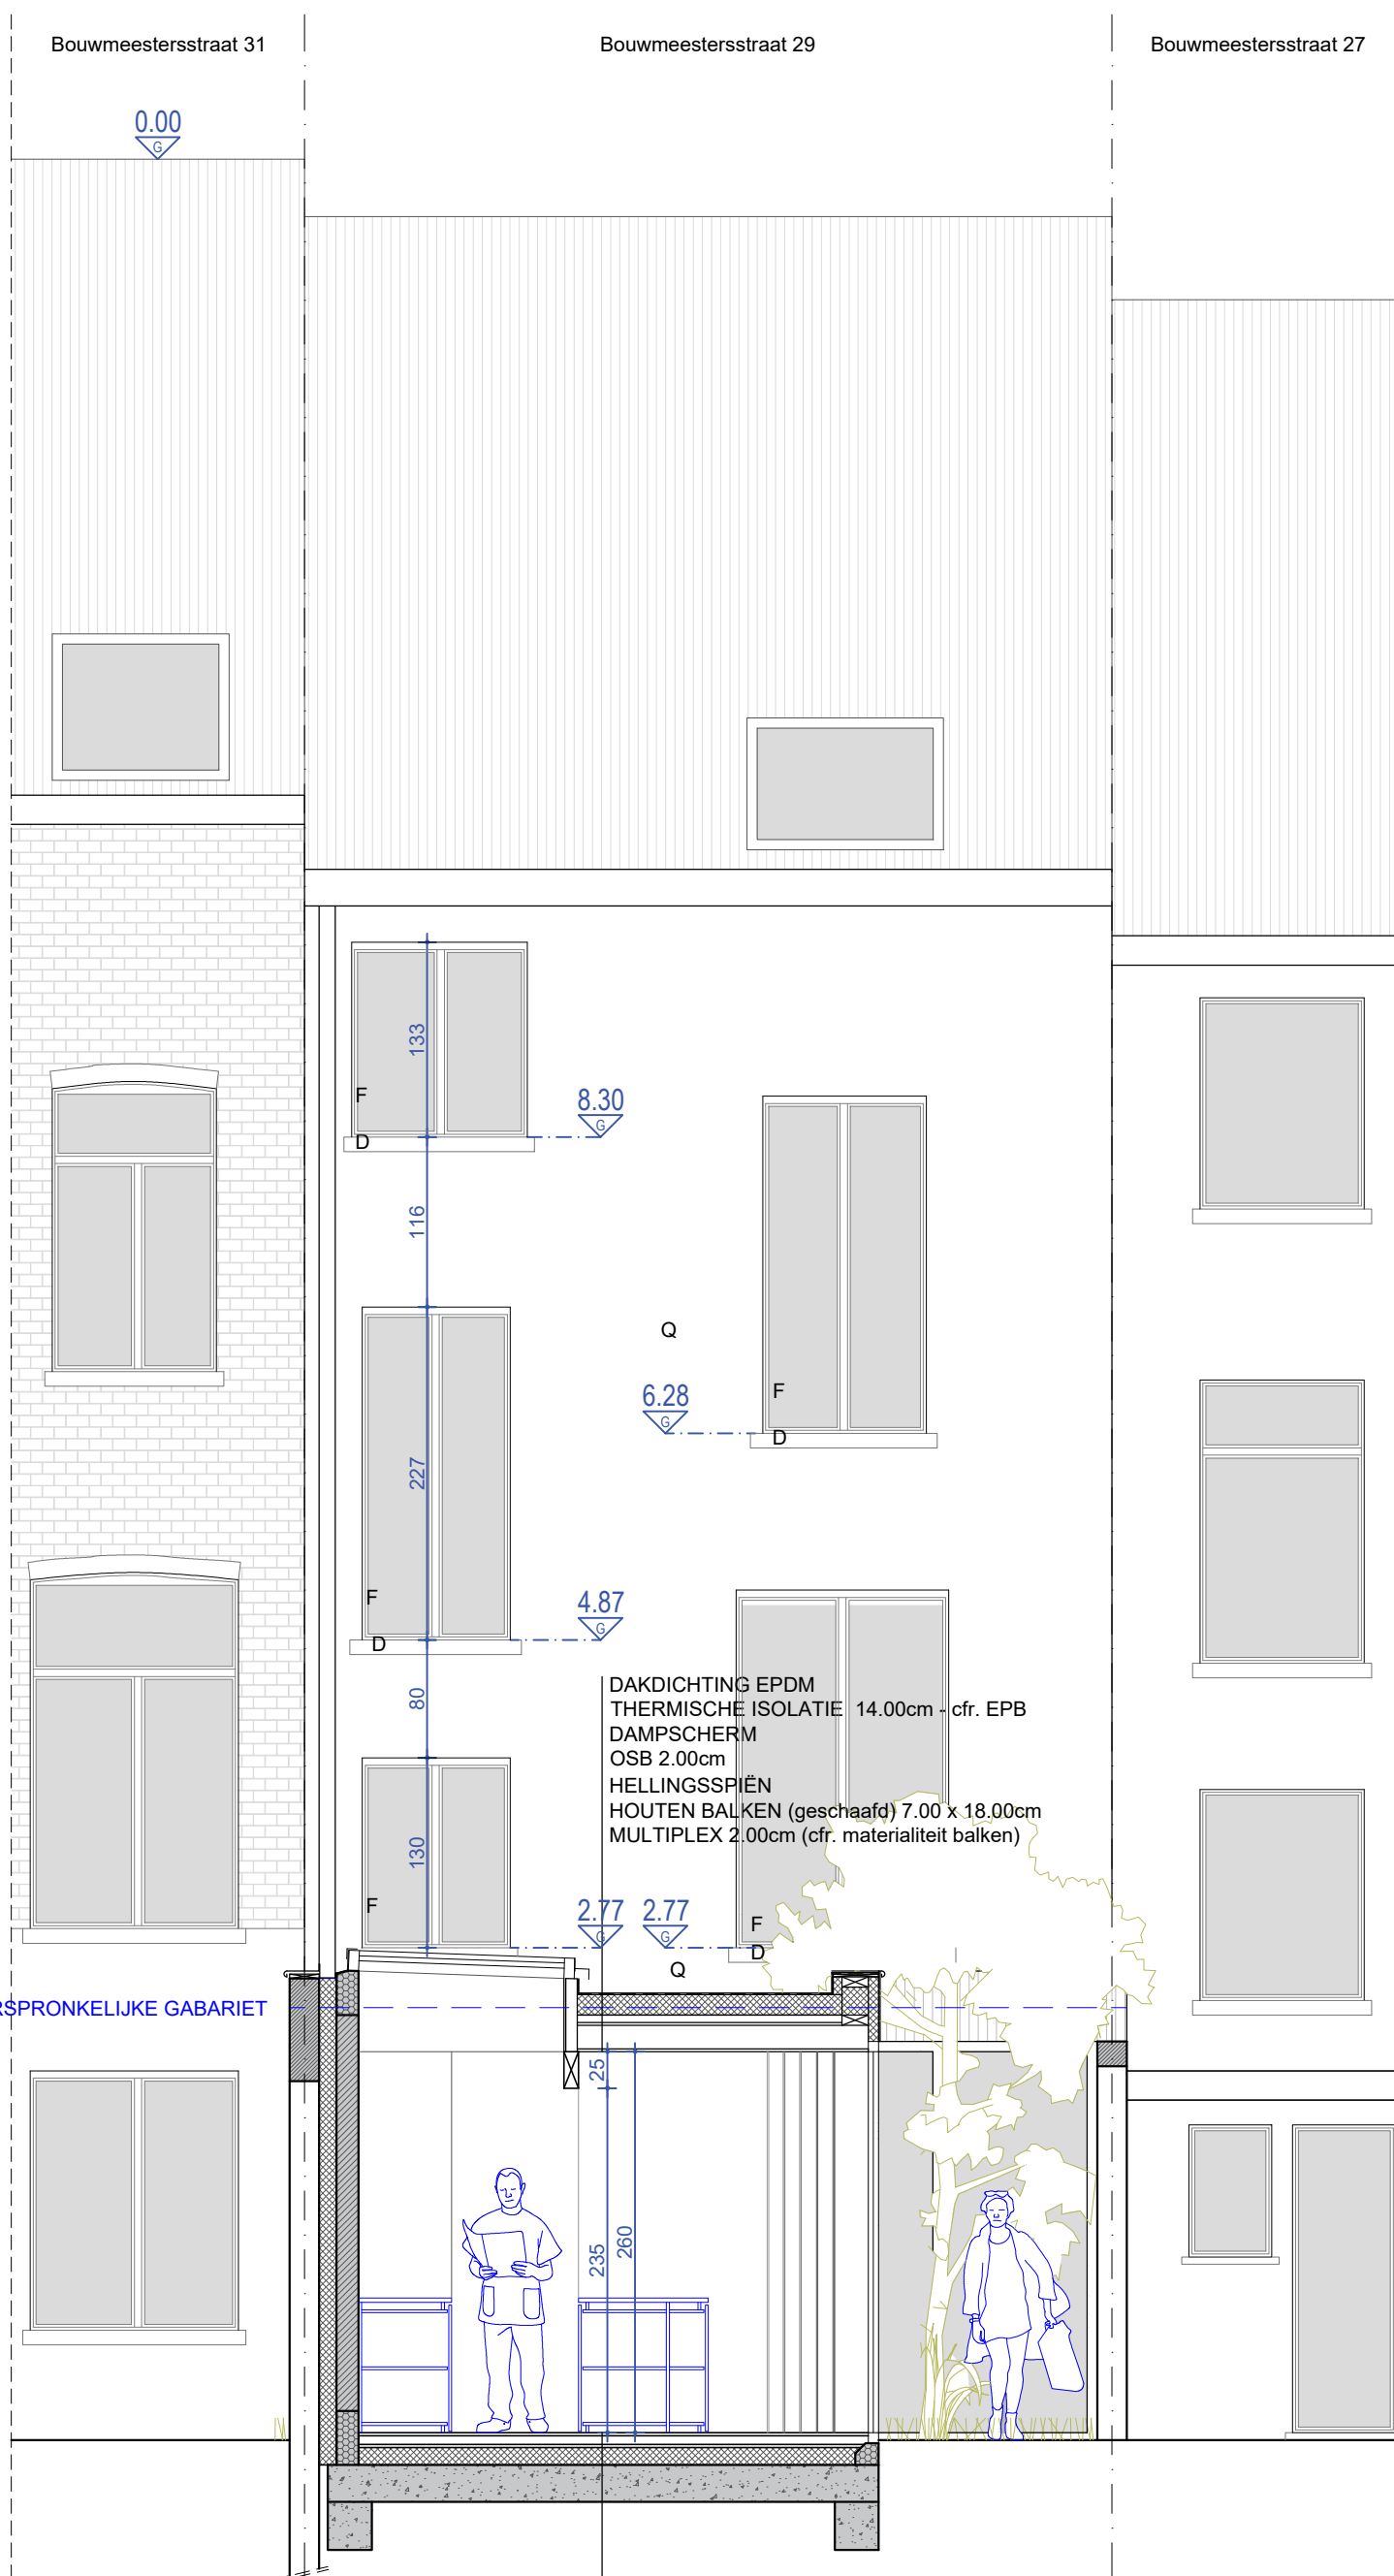 Bouwmeestersstraat 31
Bouwmeestersstraat 29
Bouwmeestersstraat 27
0.00
G
133
F
D
8.30
G
116
Q
F
6.28
G
D
227
F
D
4.87
G
80
DAKDICHTING EPDM
THERMISCHE ISOLATIE 14.00cm - cfr. EPB
DAMPSCHERM
OSB 2.00cm
HELLINGSSPIËN
HOUTEN BALKEN (geschaafd) 7.00 x 18.00cm
MULTIPLEX 2.00cm (cfr. materialiteit balken)
130
F
2.77
G
2.77
G
F
D
Q
RSPRONKELIJKE GABARIET
25
235
260